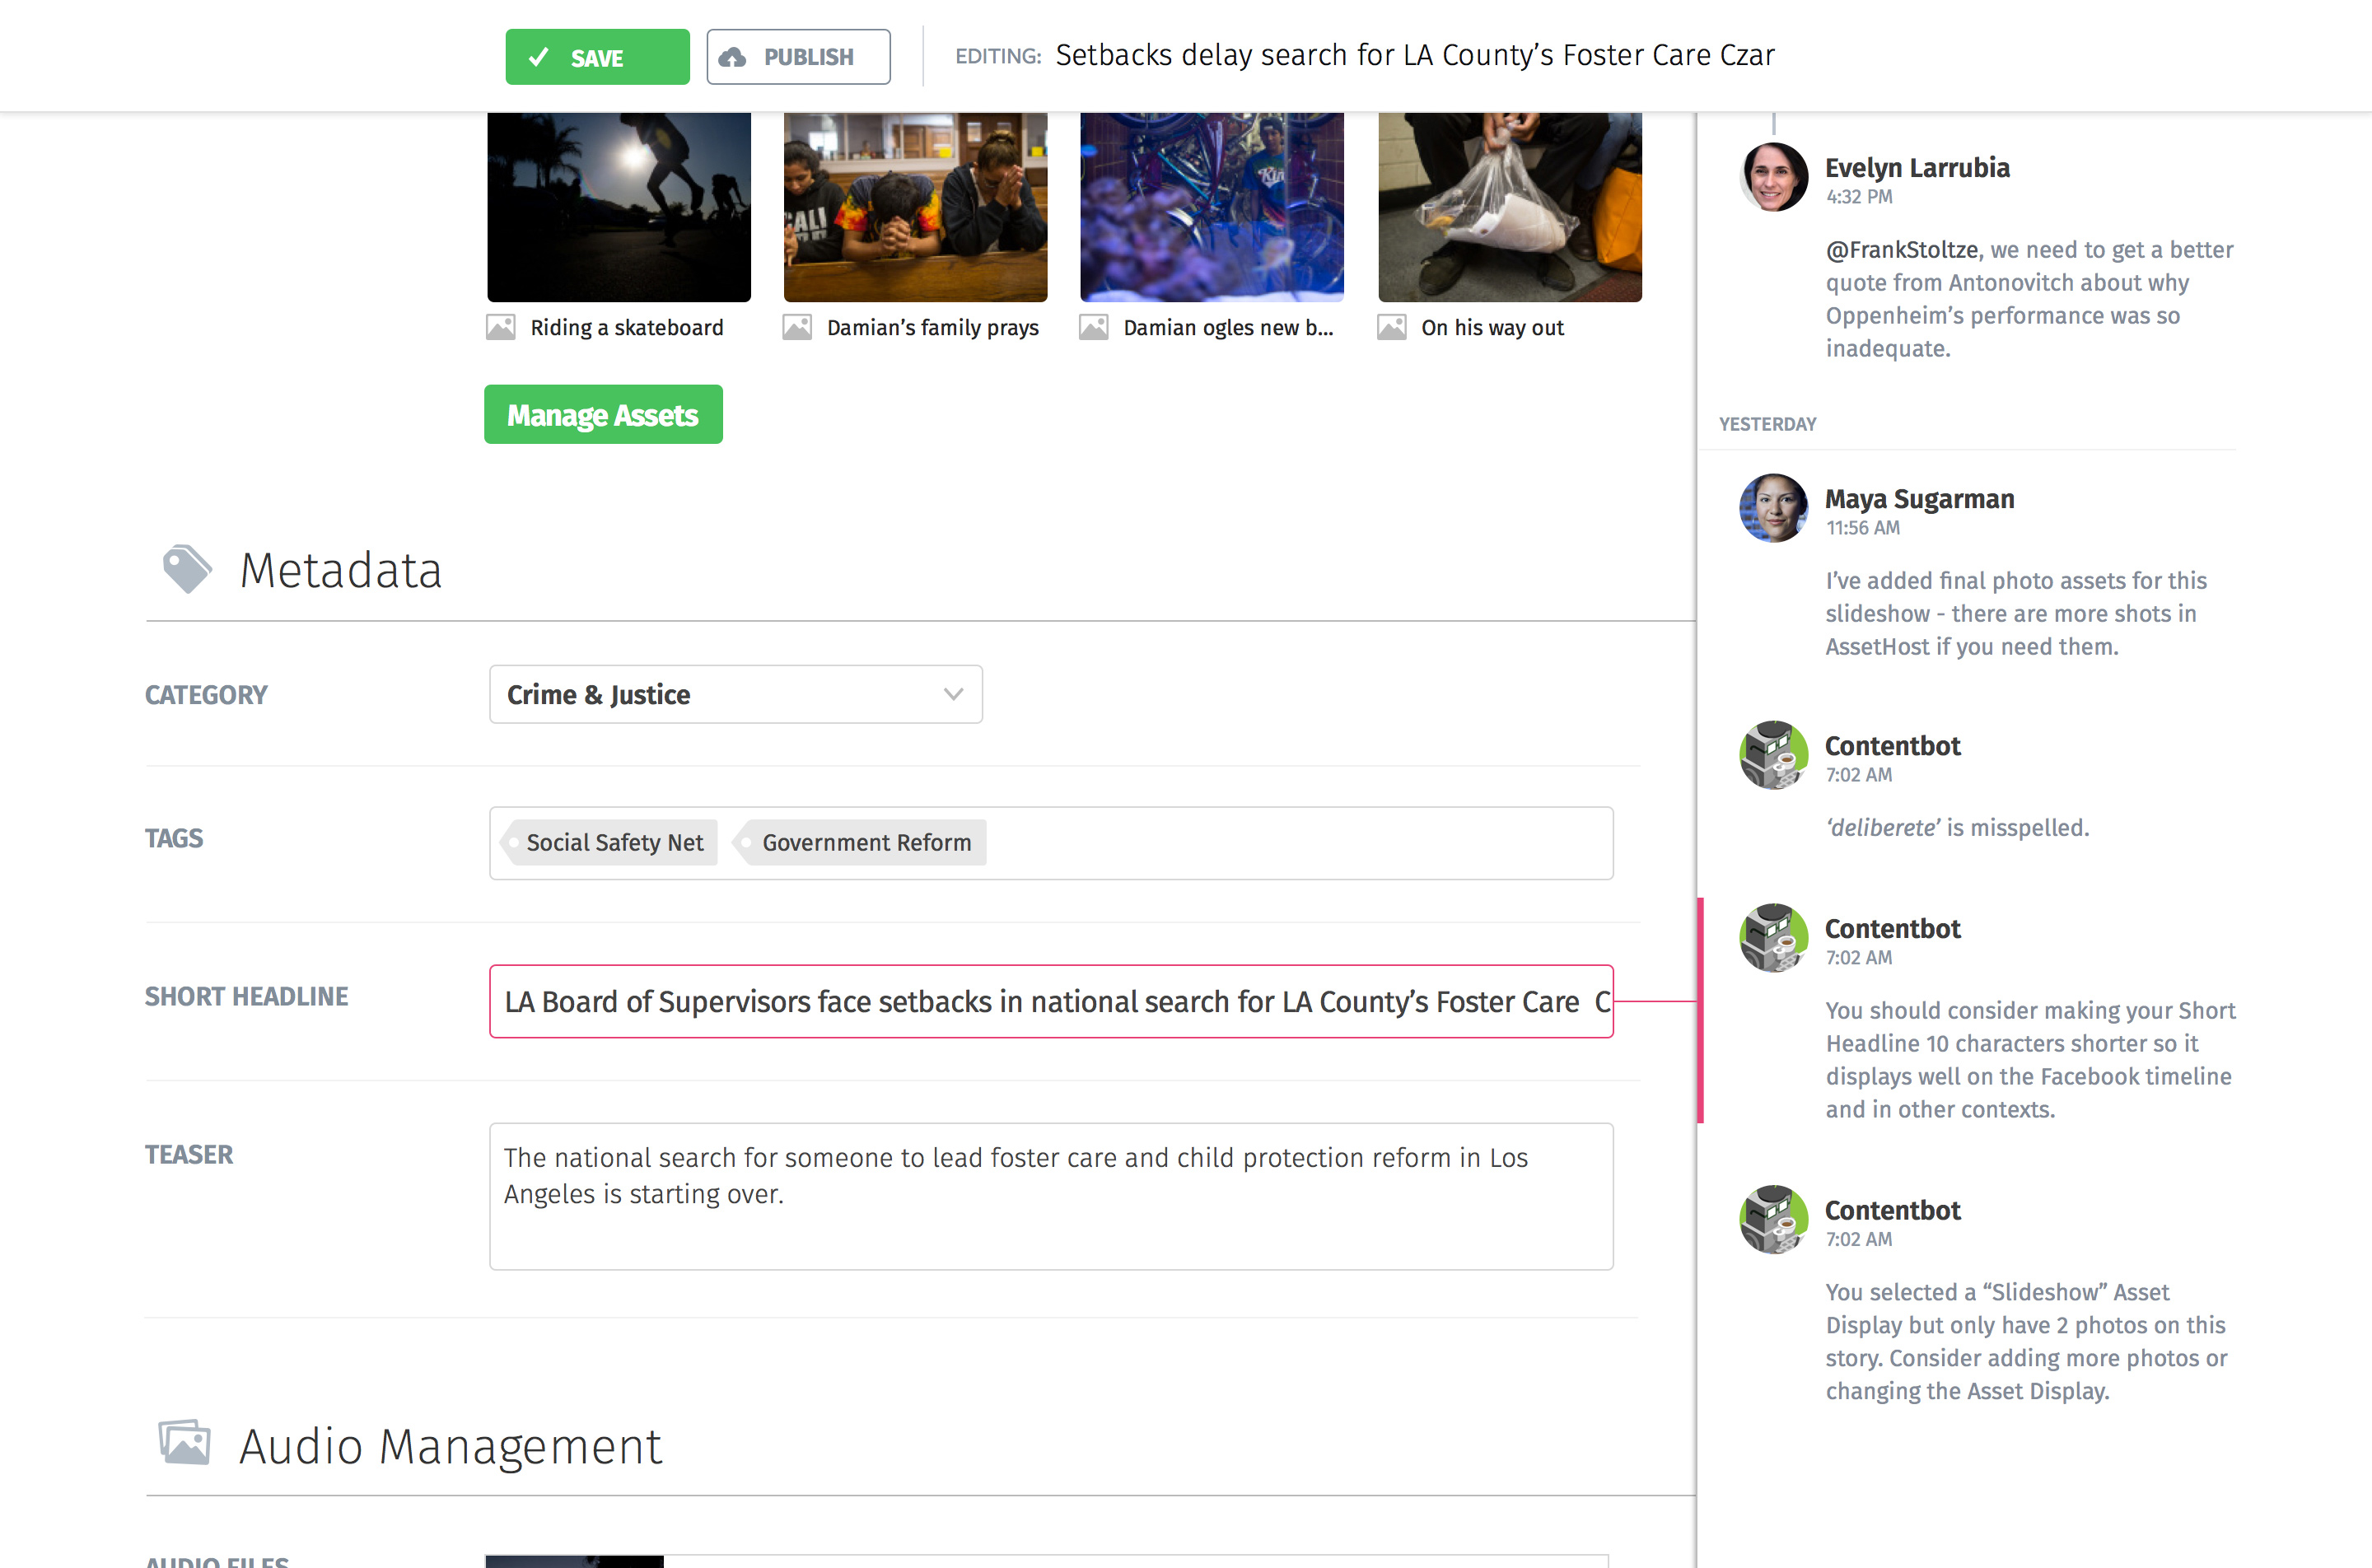 SAVE
PUBLISH
EDITING: Setbacks delay search for LA County’s Foster Care Czar
CALI
Riding a skateboard
Damian’s family prays
Damian ogles new b...
On his way out
Manage Assets
Metadata
CATEGORY
Crime & Justice
TAGS
Social Safety Net
Government Reform
SHORT HEADLINE
LA Board of Supervisors face setbacks in national search for LA County’s Foster Care C
TEASER
The national search for someone to lead foster care and child protection reform in Los
Angeles is starting over.
Audio Management
AUDIO FILES
Evelyn Larrubia
4:32 PM
@FrankStoltze, we need to get a better
quote from Antonovitch about why
Oppenheim’s performance was so
inadequate.
YESTERDAY
Maya Sugarman
11:56 AM
I’ve added final photo assets for this
slideshow - there are more shots in
AssetHost if you need them.
Contentbot
7:02 AM
‘deliberete’ is misspelled.
Contentbot
7:02 AM
You should consider making your Short
Headline 10 characters shorter so it
displays well on the Facebook timeline
and in other contexts.
Contentbot
7:02 AM
You selected a “Slideshow” Asset
Display but only have 2 photos on this
story. Consider adding more photos or
changing the Asset Display.